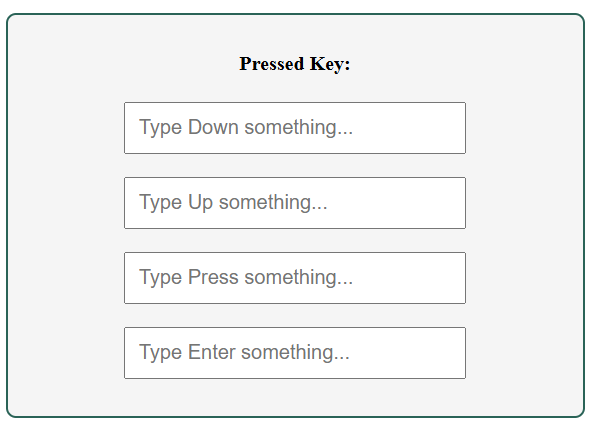 Pressed Key:
Type Down something...
Type Up something...
Type Press something...
Type Enter something...